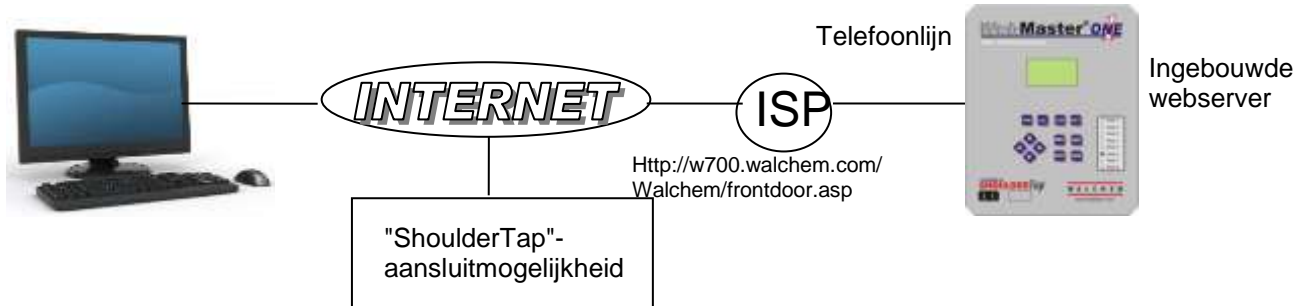 Telefoonlijn
WebMaster® ONE
Ingebouwde
webserver
INTERNET
ISP
Http://w700.walchem.com/
Walchem/frontdoor.asp
"ShoulderTap"-
aansluitmogelijkheid
WALCHEM